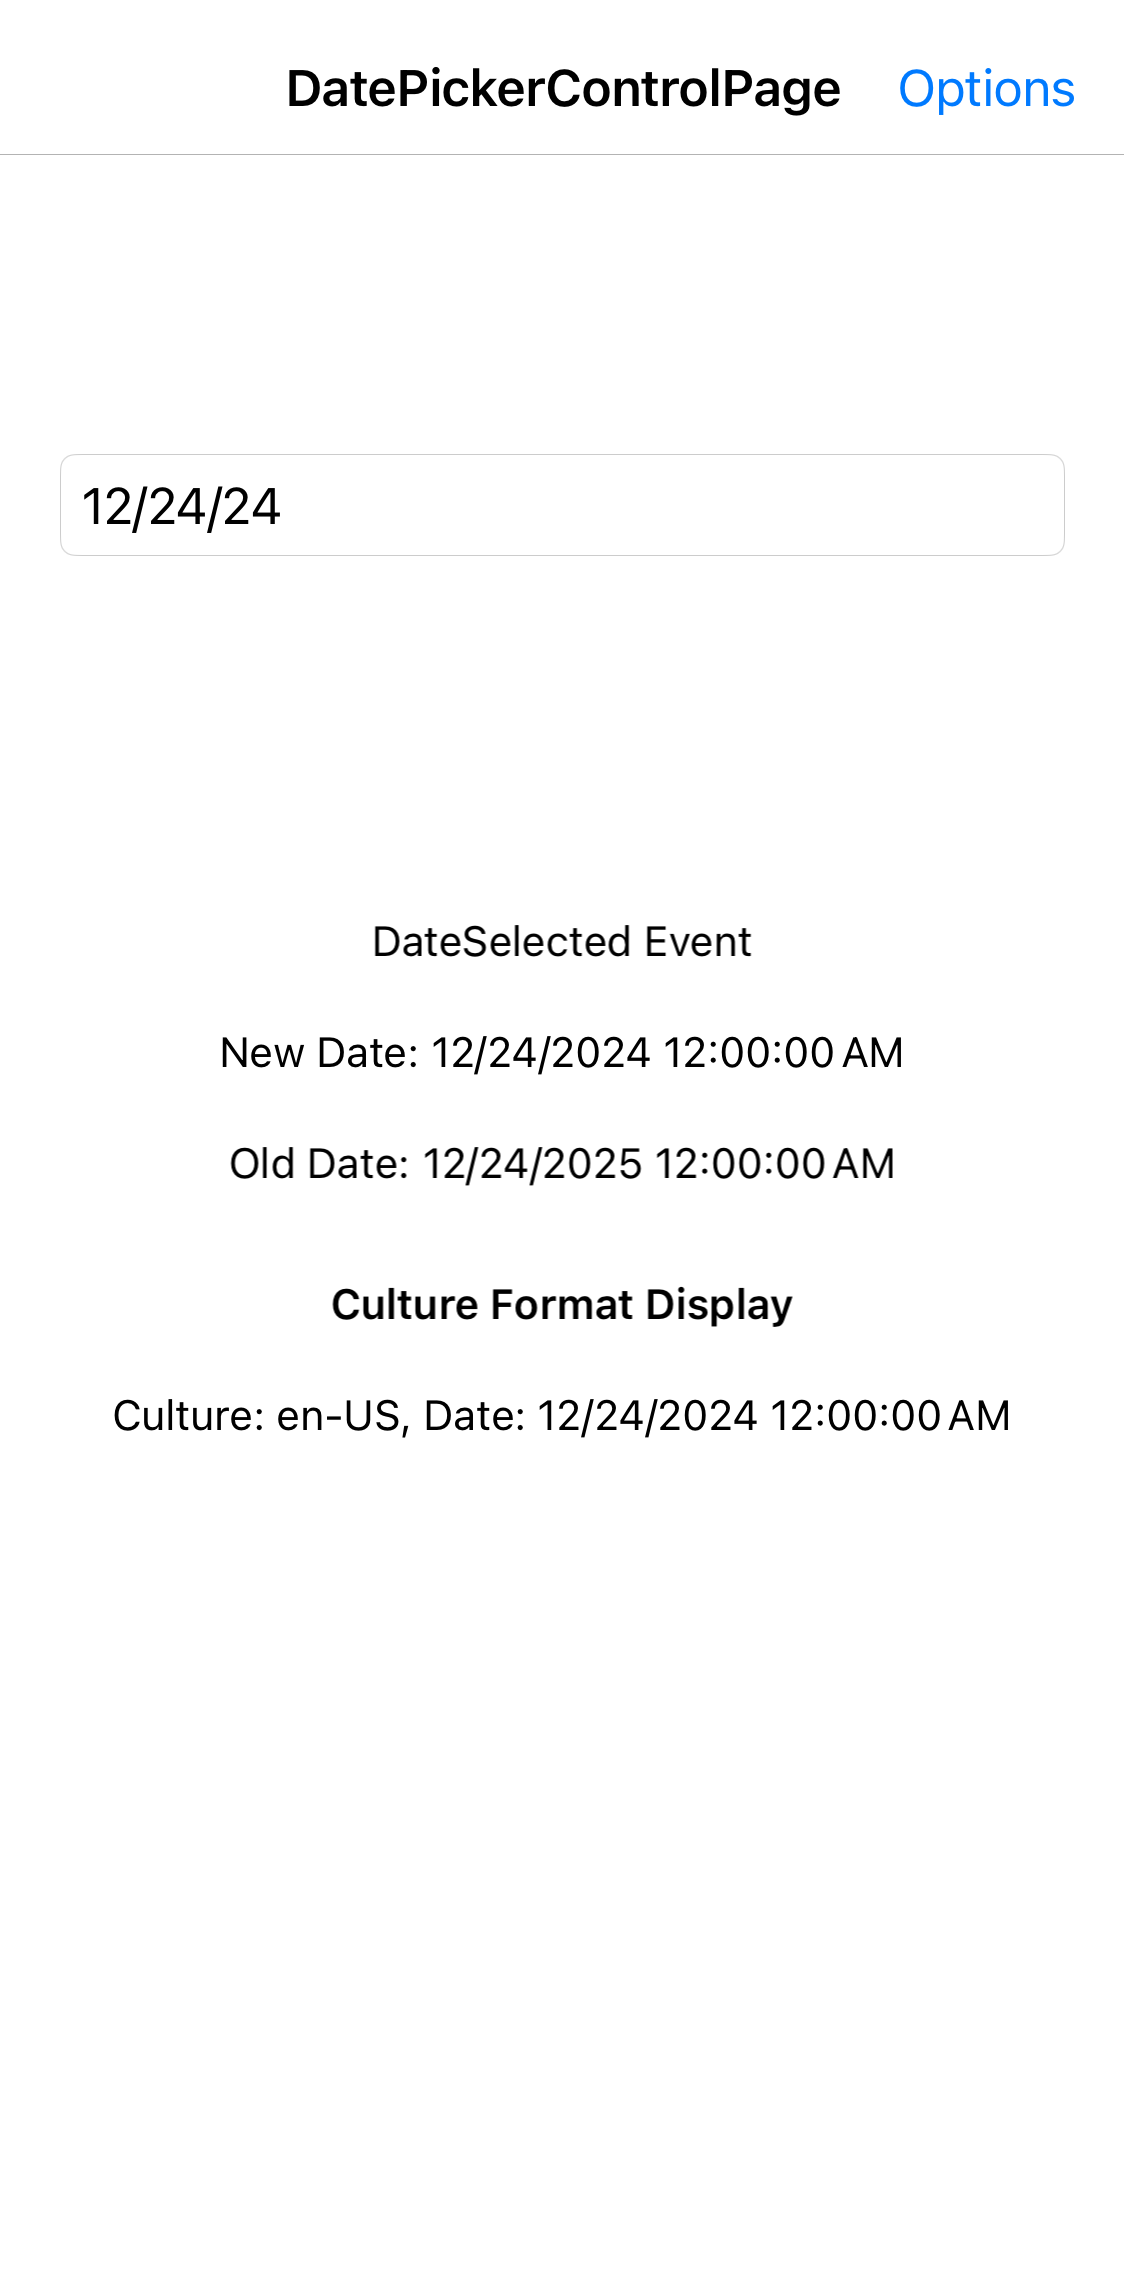 DatePickerControlPage
Options
12/24/24
DateSelected Event
New Date: 12/24/2024 12:00:00 AM
Old Date: 12/24/2025 12:00:00 AM
Culture Format Display
Culture: en-US, Date: 12/24/2024 12:00:00 AM